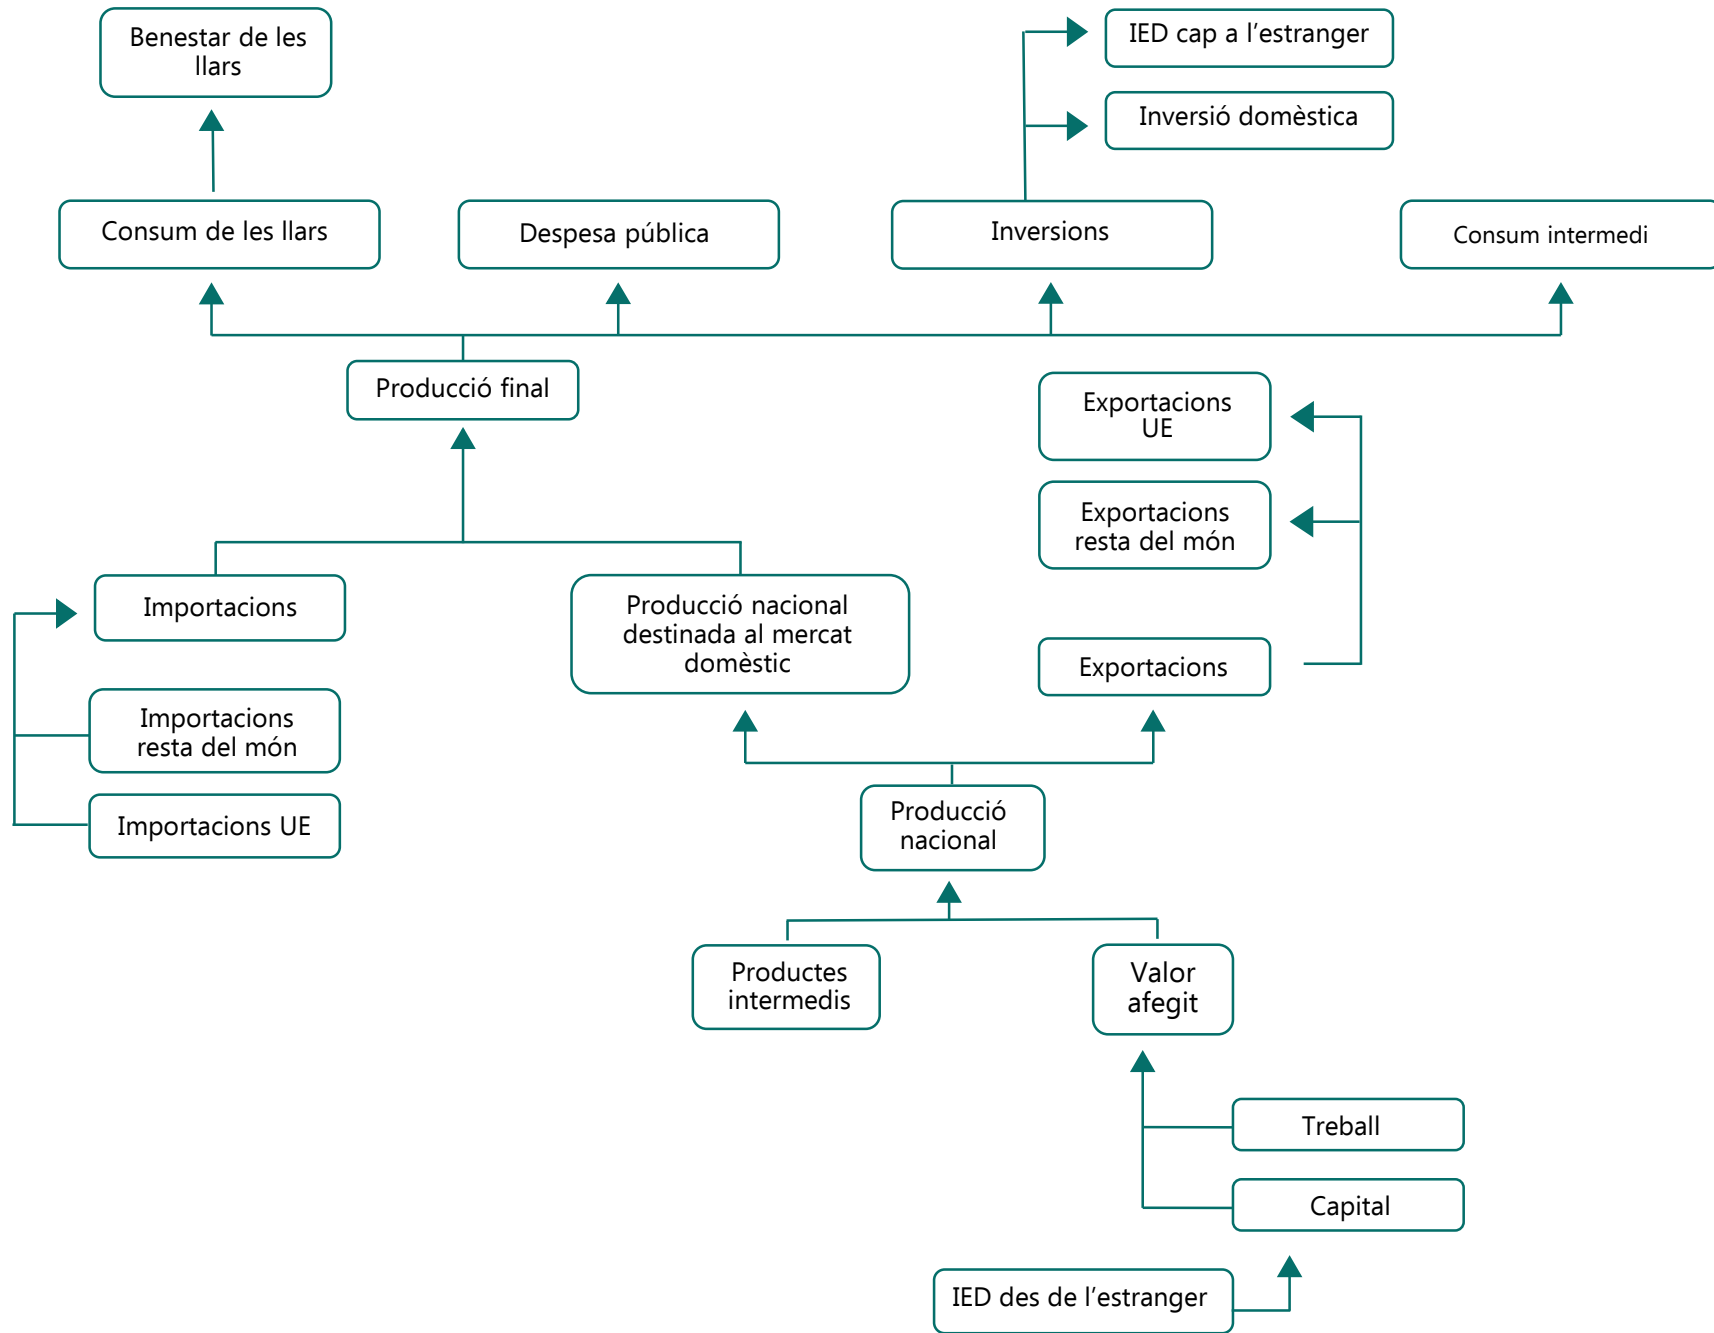 Benestar de les
llars
IED cap a l’estranger
Inversió domèstica
Consum de les llars
Despesa pública
Inversions
Consum intermedi
Producció final
Exportacions
UE
Exportacions
resta del món
Importacions
Producció nacional
destinada al mercat
domèstic
Exportacions
Importacions
resta del món
Importacions UE
Producció
nacional
Productes
intermedis
Valor
afegit
Treball
Capital
IED des de l’estranger